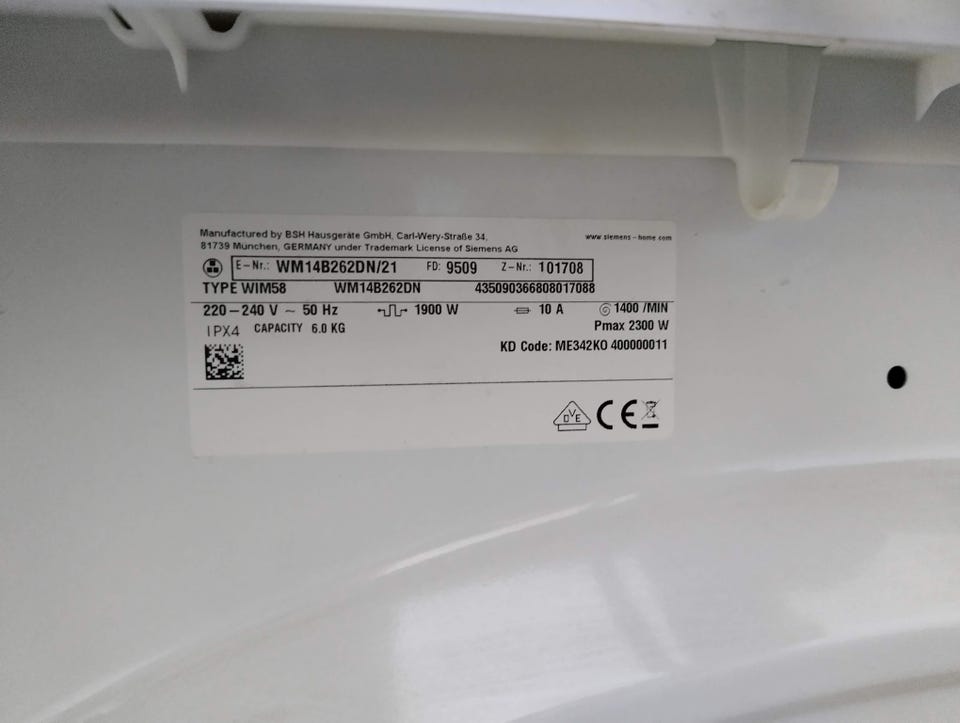 Manufactured by BSH Hausgeräte GmbH, Carl-Wery-Straße 34,
81739 München, GERMANY under Trademark License of Siemens AG
www.siemens-home.com
E-Nr.: WM14B262DN/21 FD: 9509 Z-Nr.: 101708
TYPE WIM58 WM14B262DN 435090366808017088
220-240 V ~ 50 Hz 1900 W 10 A 1400 /MIN
IPX4 CAPACITY 6.0 KG Pmax 2300 W
KD Code: ME342KO 400000011
DVE CE